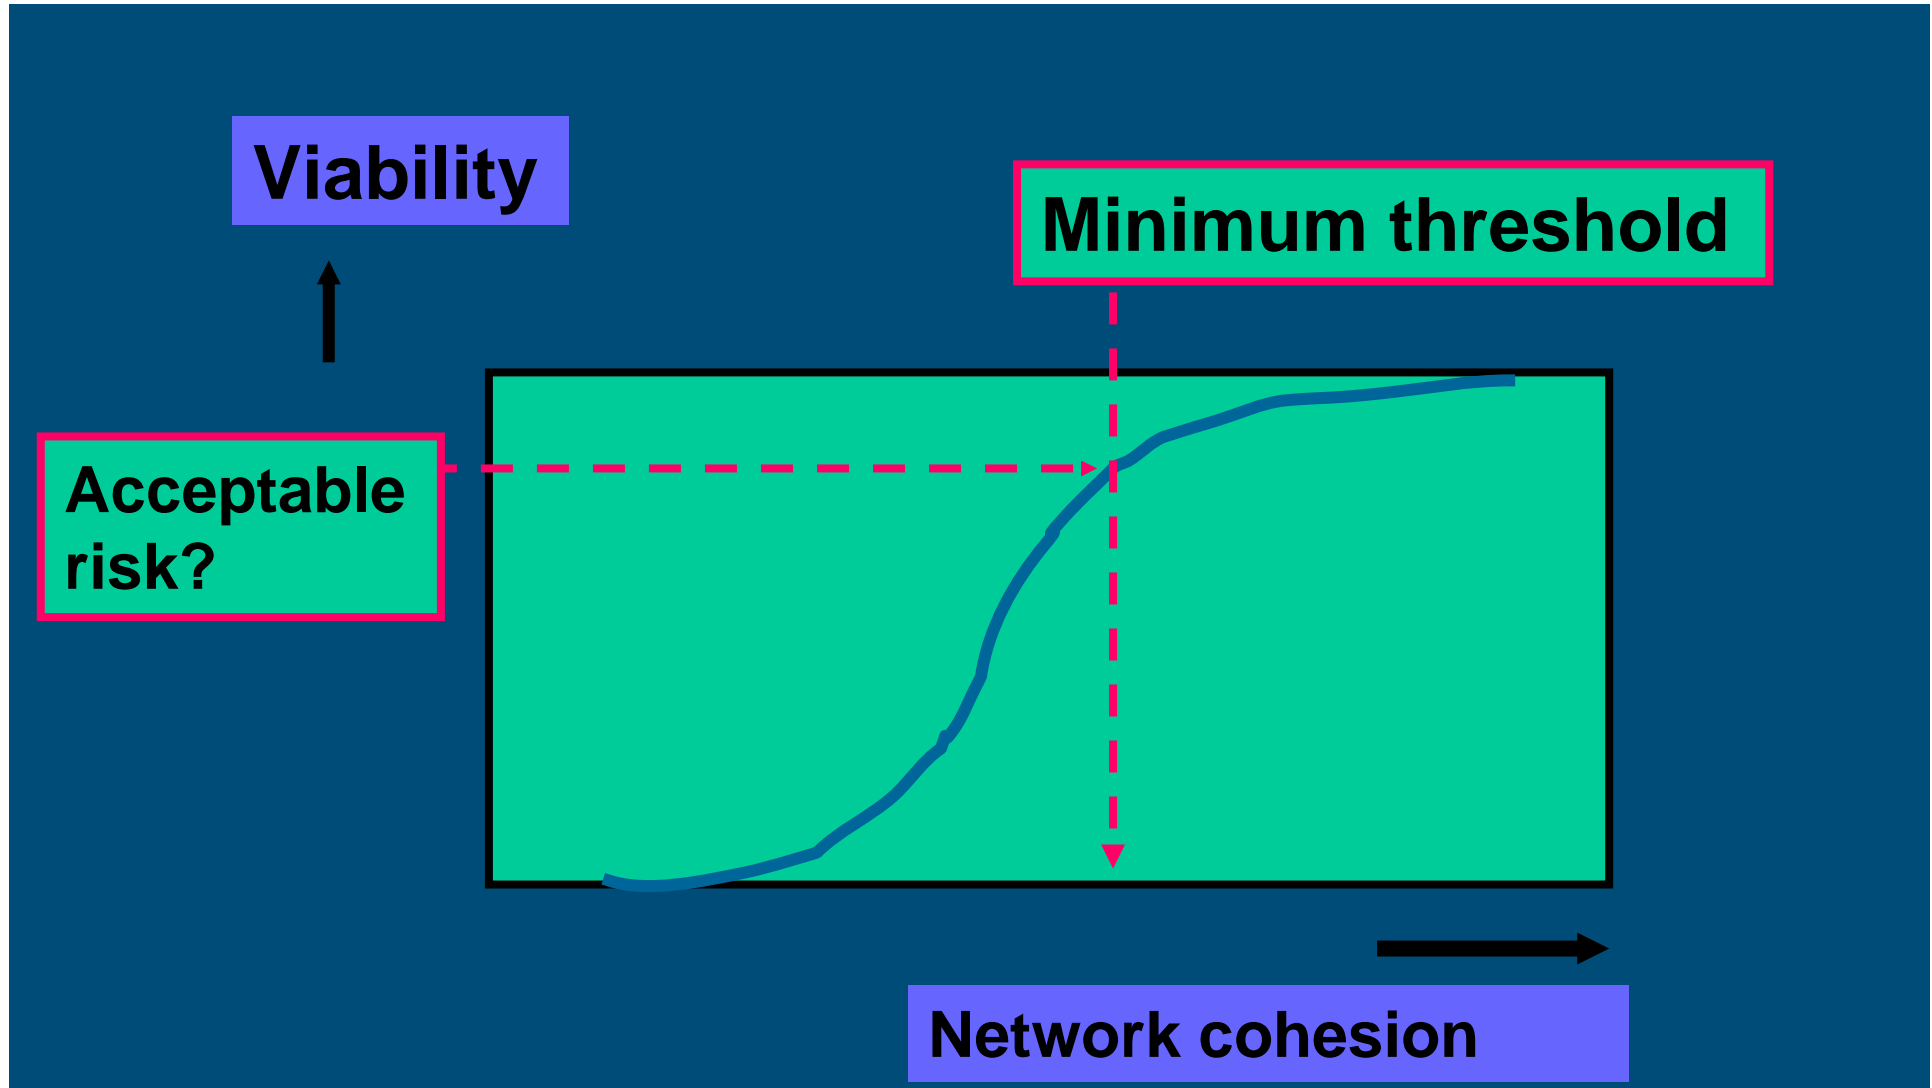 Viability
Minimum threshold
Acceptable
risk?
Network cohesion